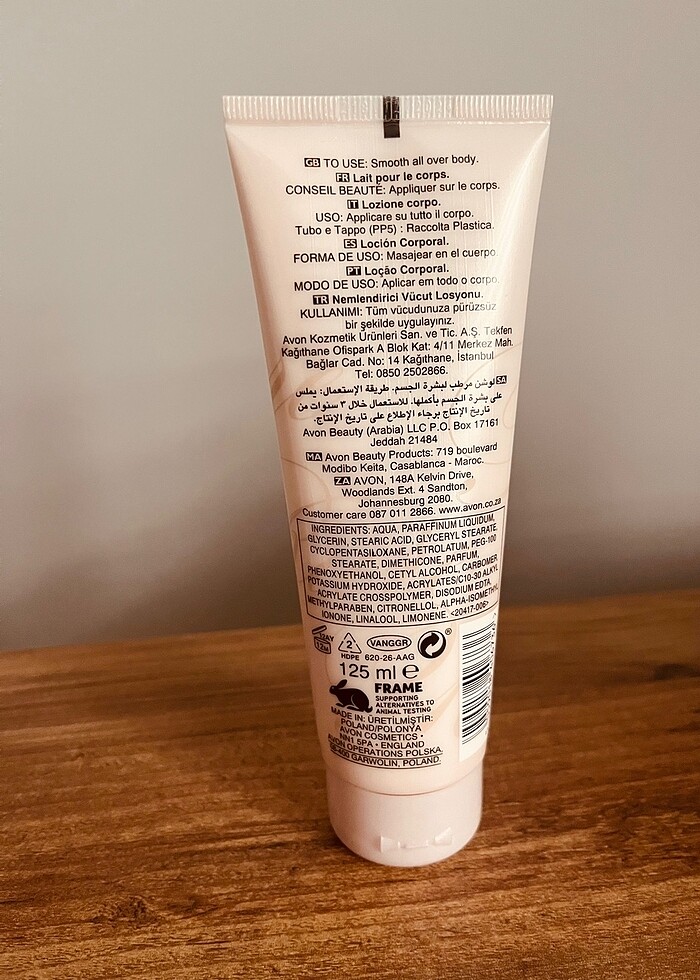 GB TO USE: Smooth all over body.
FR Lait pour le corps.
CONSEIL BEAUTÉ: Appliquer sur le corps.
IT Lozione corpo.
USO: Applicare su tutto il corpo.
Tubo e Tappo (PP5) : Raccolta Plastica.
ES Loción Corporal.
FORMA DE USO: Masajear en el cuerpo.
PT Loção Corporal.
MODO DE USO: Aplicar em todo o corpo.
TR Nemlendirici Vücut Losyonu.
KULLANIMI: Tüm vücudunuza pürüzsüz
bir şekilde uygulayınız.
Avon Kozmetik Ürünleri San. ve Tic. A.Ş. Tekfen
Kağıthane Ofispark A Blok Kat: 4/11 Merkez Mah.
Bağlar Cad. No: 14 Kağıthane, İstanbul
Tel: 0850 2502866.
SA لوشن مرطب لبشرة الجسم. طريقة الإستعمال: يملس
على بشرة الجسم بأكملها. للاستعمال خلال ٣ سنوات من
تاريخ الإنتاج برجاء الإطلاع على تاريخ الإنتاج.
Avon Beauty (Arabia) LLC P.O. Box 17161
Jeddah 21484
MA Avon Beauty Products: 719 boulevard
Modibo Keita, Casablanca - Maroc.
ZA AVON, 148A Kelvin Drive,
Woodlands Ext. 4 Sandton,
Johannesburg 2080.
Customer care 087 011 2866. www.avon.co.za
INGREDIENTS: AQUA, PARAFFINUM LIQUIDUM,
GLYCERIN, STEARIC ACID, GLYCERYL STEARATE,
CYCLOPENTASILOXANE, PETROLATUM, PEG-100
STEARATE, DIMETHICONE, PARFUM,
PHENOXYETHANOL, CETYL ALCOHOL, CARBOMER,
POTASSIUM HYDROXIDE, ACRYLATES/C10-30 ALKYL
ACRYLATE CROSSPOLYMER, DISODIUM EDTA,
METHYLPARABEN, CITRONELLOL, ALPHA-ISOMETHYL
IONONE, LINALOOL, LIMONENE. <20417-006>
12AY
12M
2
HDPE
VANGGR
620-26-AAG
®
125 ml e
FRAME
SUPPORTING
ALTERNATIVES TO
ANIMAL TESTING
MADE IN: ÜRETİLMİŞTİR:
POLAND/POLONYA
AVON COSMETICS •
NN1 5PA • ENGLAND
AVON OPERATIONS POLSKA,
08-400 GARWOLIN, POLAND.